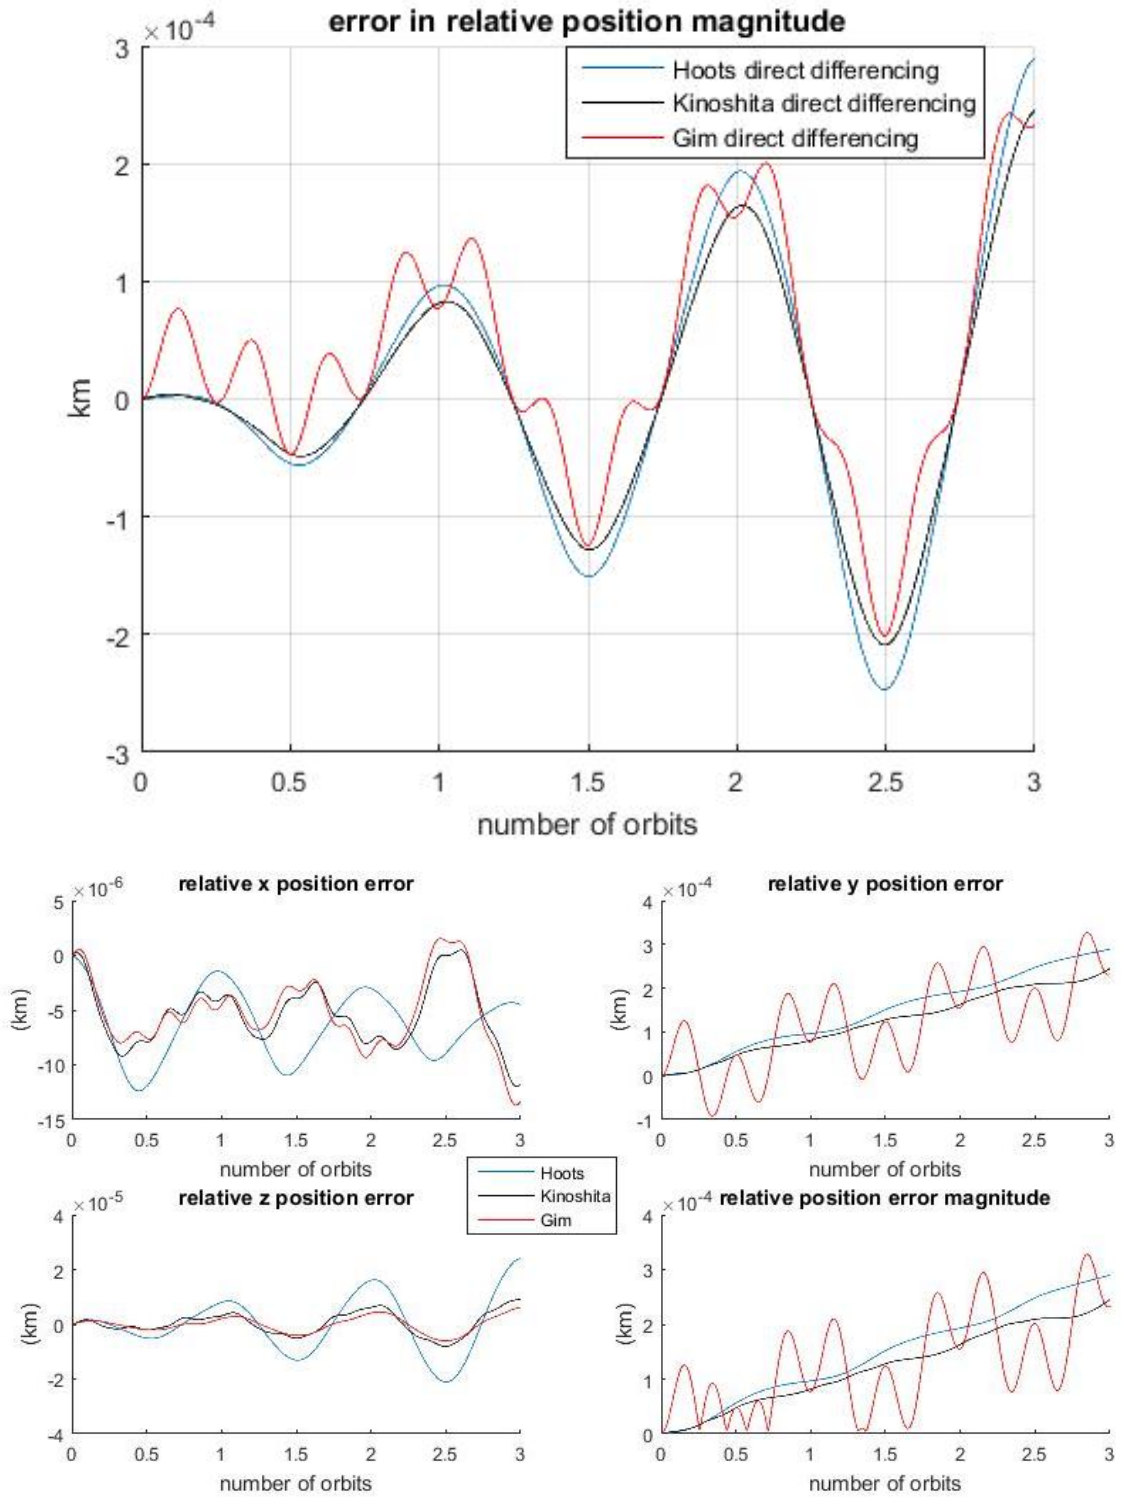 error in relative position magnitude
×10-4
3
2
1
0
-1
-2
-3
km
Hoots direct differencing
Kinoshita direct differencing
Gim direct differencing
0 0.5 1 1.5 2 2.5 3
number of orbits
relative x position error
×10-6
5
0
-5
-10
-15
(km)
0 0.5 1 1.5 2 2.5 3
number of orbits
relative y position error
×10-4
4
3
2
1
0
-1
(km)
0 0.5 1 1.5 2 2.5 3
number of orbits
Hoots
Kinoshita
Gim
relative z position error
×10-5
4
2
0
-2
-4
(km)
0 0.5 1 1.5 2 2.5 3
number of orbits
relative position error magnitude
×10-4
4
3
2
1
0
(km)
0 0.5 1 1.5 2 2.5 3
number of orbits